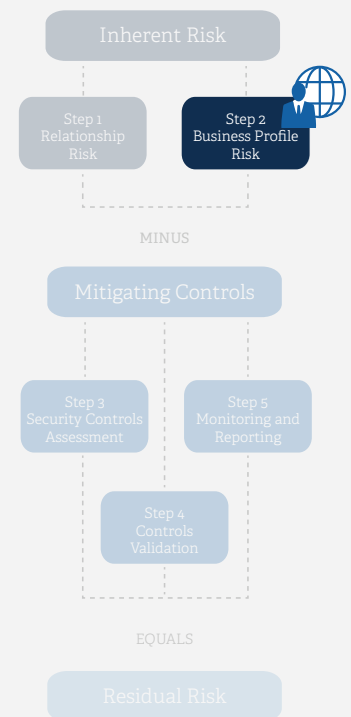 Inherent Risk
Step 1
Relationship
Risk
Step 2
Business Profile
Risk
MINUS
Mitigating Controls
Step 3
Security Controls
Assessment
Step 5
Monitoring and
Reporting
Step 4
Controls
Validation
EQUALS
Residual Risk